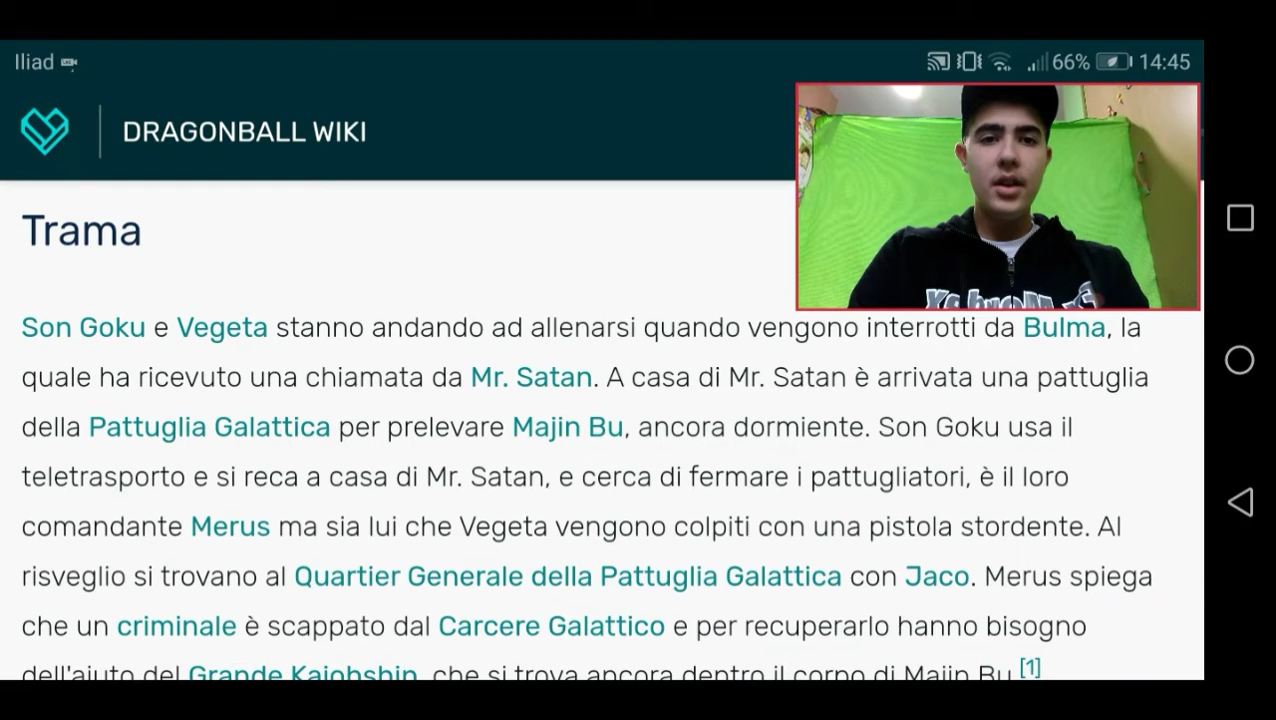 Iliad
66% 14:45
DRAGONBALL WIKI
Trama
Son Goku e Vegeta stanno andando ad allenarsi quando vengono interrotti da Bulma, la
quale ha ricevuto una chiamata da Mr. Satan. A casa di Mr. Satan è arrivata una pattuglia
della Pattuglia Galattica per prelevare Majin Bu, ancora dormiente. Son Goku usa il
teletrasporto e si reca a casa di Mr. Satan, e cerca di fermare i pattugliatori, è il loro
comandante Merus ma sia lui che Vegeta vengono colpiti con una pistola stordente. Al
risveglio si trovano al Quartier Generale della Pattuglia Galattica con Jaco. Merus spiega
che un criminale è scappato dal Carcere Galattico e per recuperarlo hanno bisogno
dell'aiuto del Grande Kaiohshin, che si trova ancora dentro il corpo di Majin Bu.[1]